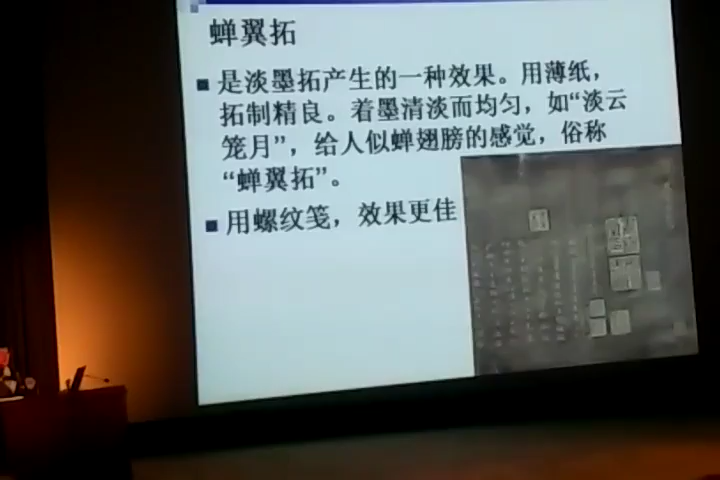 蝉翼拓
是淡墨拓产生的一种效果。用薄纸，
拓制精良。着墨清淡而均匀，如“淡云
笼月”，给人似蝉翅膀的感觉，俗称
“蝉翼拓”。
用螺纹笺，效果更佳